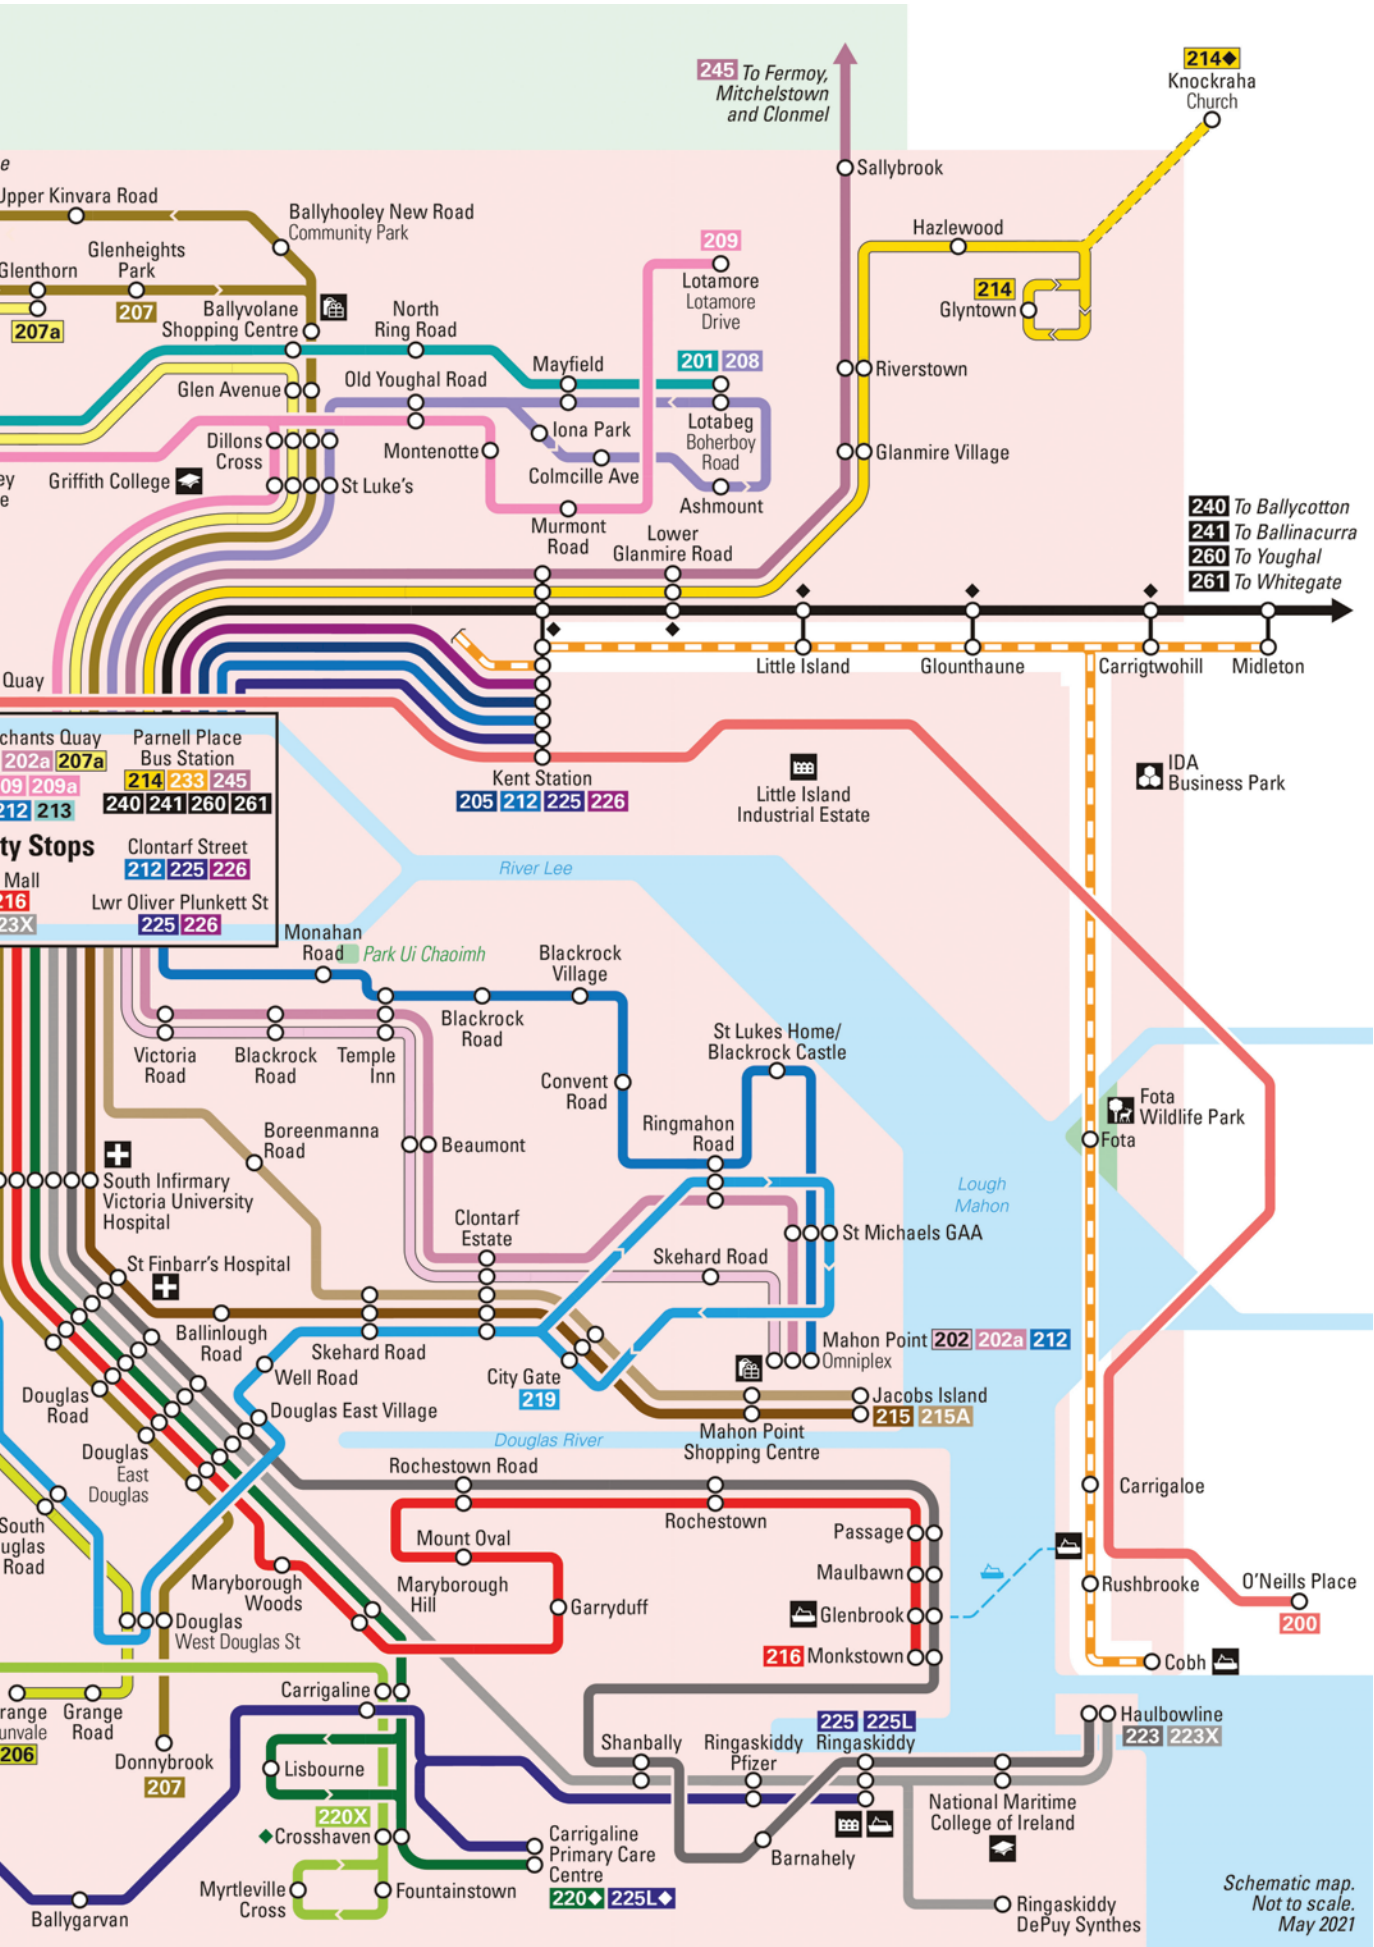 245 To Fermoy,
Mitchelstown
and Clonmel
214◆
Knockraha
Church
e
Sallybrook
Upper Kinvara Road
Ballyhooley New Road
Community Park
Hazlewood
209
Glenheights
Park
Glenthorn
Lotamore
Lotamore
Drive
214
Glyntown
207
207a
Ballyvolane
Shopping Centre
North
Ring Road
Mayfield
201 208
Riverstown
Glen Avenue
Old Youghal Road
Lotabeg
Boherboy
Road
Iona Park
Dillons
Cross
Montenotte
Glanmire Village
Colmcille Ave
ey
e
Griffith College
St Luke's
Ashmount
Murmont
Road
Lower
Glanmire Road
240 To Ballycotton
241 To Ballinacurra
260 To Youghal
261 To Whitegate
Little Island
Glounthaune
Carrigtwohill
Midleton
Quay
chants Quay
202a 207a
09 209a
212 213
Parnell Place
Bus Station
214 233 245
240 241 260 261
Kent Station
205 212 225 226
Little Island
Industrial Estate
IDA
Business Park
ty Stops
Clontarf Street
212 225 226
Mall
216
23X
Lwr Oliver Plunkett St
225 226
River Lee
Monahan
Road
Park Ui Chaoimh
Blackrock
Village
Blackrock
Road
Victoria
Road
Blackrock
Road
Temple
Inn
St Lukes Home/
Blackrock Castle
Convent
Road
Fota
Wildlife Park
Fota
Ringmahon
Road
Boreenmanna
Road
Beaumont
South Infirmary
Victoria University
Hospital
Lough
Mahon
Clontarf
Estate
St Michaels GAA
St Finbarr's Hospital
Skehard Road
Ballinlough
Road
Skehard Road
Mahon Point 202 202a 212
Omniplex
Well Road
City Gate
219
Douglas
Road
Jacobs Island
215 215A
Douglas East Village
Mahon Point
Shopping Centre
Douglas River
Douglas
East
Douglas
Rochestown Road
Carrigaloe
Rochestown
South
uglas
Road
Passage
Mount Oval
Maulbawn
Maryborough
Woods
Maryborough
Hill
Rushbrooke
O'Neills Place
200
Garryduff
Glenbrook
Douglas
West Douglas St
216 Monkstown
Cobh
Carrigaline
range
unvale
206
Grange
Road
225 225L
Haulbowline
223 223X
Shanbally
Ringaskiddy
Pfizer
Ringaskiddy
Donnybrook
207
Lisbourne
National Maritime
College of Ireland
220X
◆Crosshaven
Carrigaline
Primary Care
Centre
220◆ 225L◆
Barnahely
Myrtleville
Cross
Fountainstown
Ballygarvan
Ringaskiddy
DePuy Synthes
Schematic map.
Not to scale.
May 2021